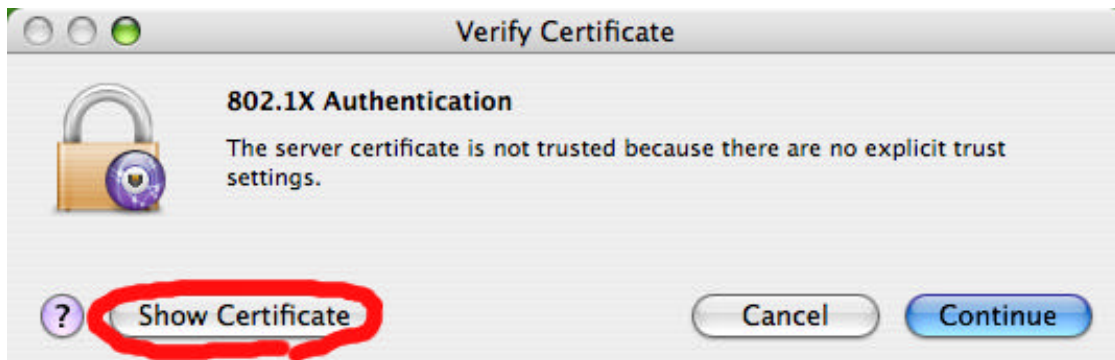 Verify Certificate
802.1X Authentication
The server certificate is not trusted because there are no explicit trust
settings.
? Show Certificate Cancel Continue